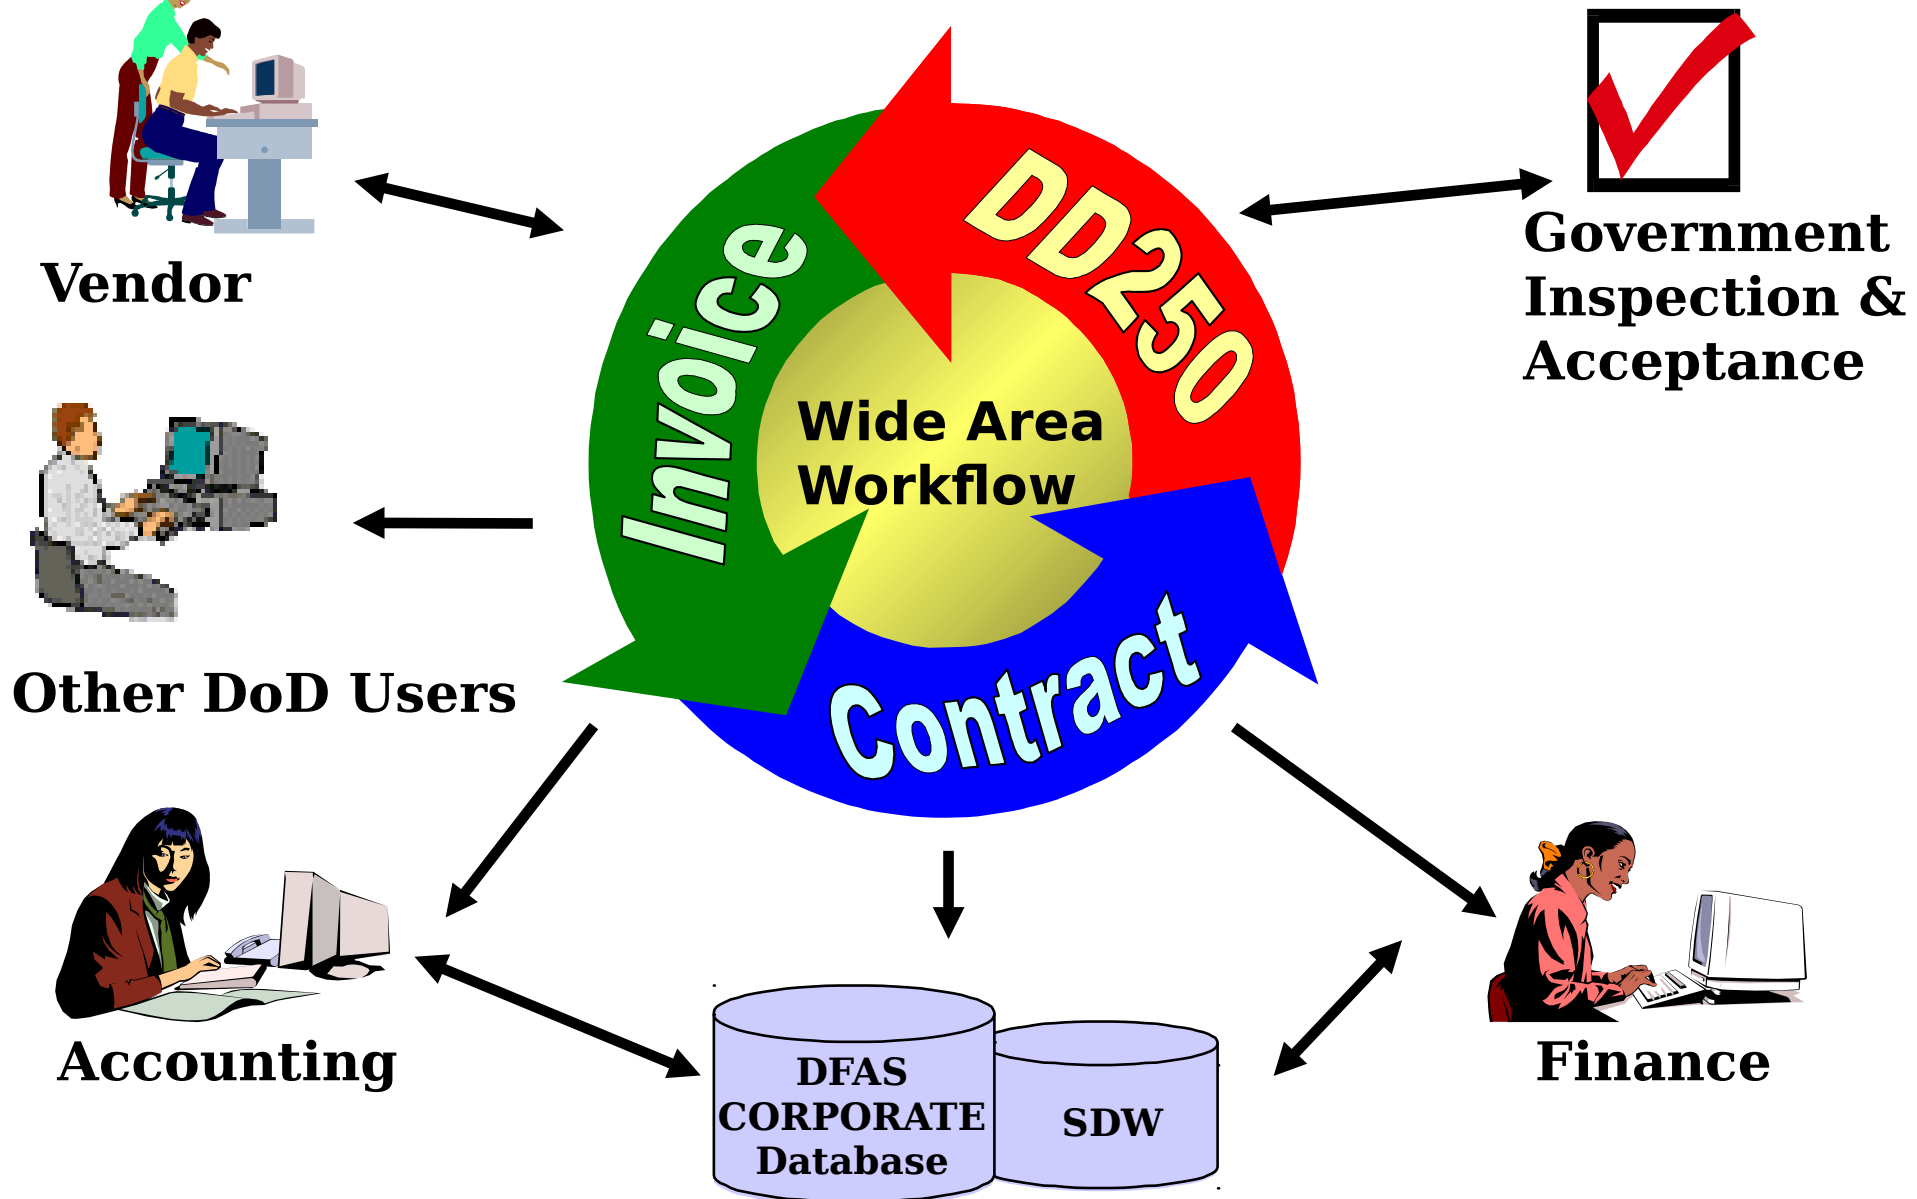 Vendor
Invoice
DD250
Government
Inspection &
Acceptance
Wide Area
Workflow
Other DoD Users
Contract
Accounting
DFAS
CORPORATE
Database
SDW
Finance